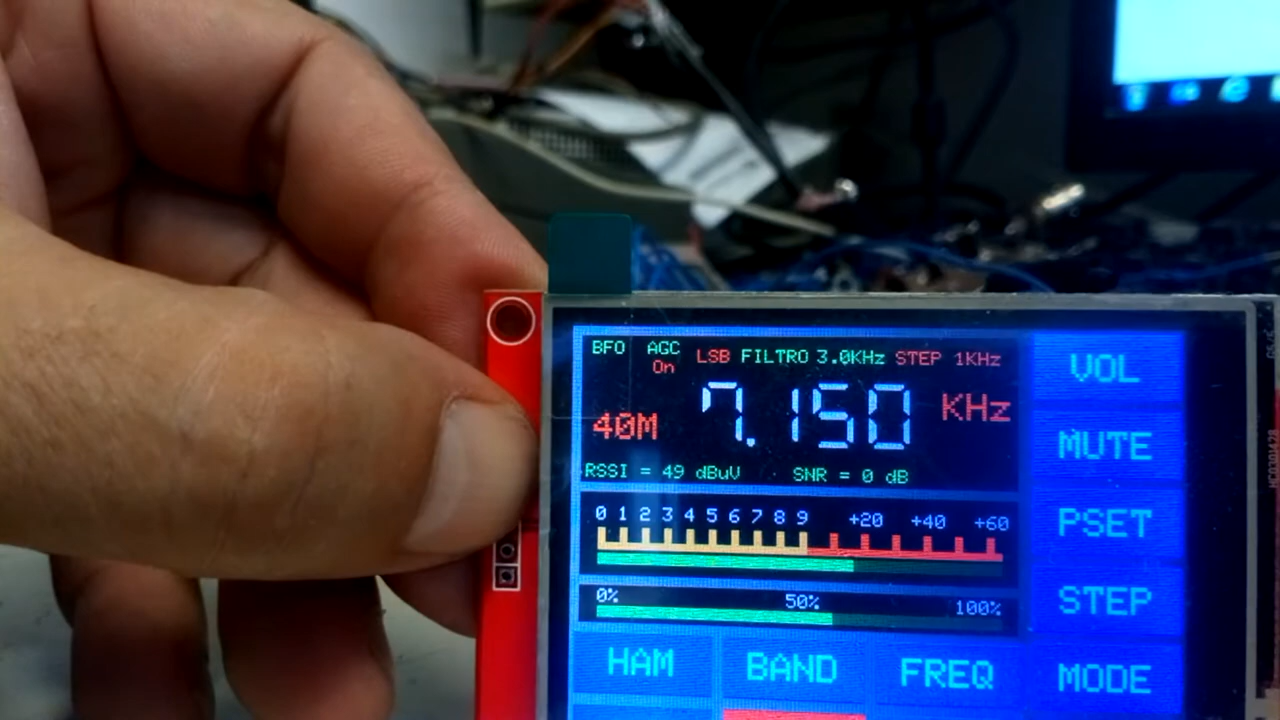 BFO AGC On LSB FILTRO 3.0KHz STEP 1KHz
40M 7.150 KHz
RSSI = 49 dBuV SNR = 0 dB
0 1 2 3 4 5 6 7 8 9 +20 +40 +60
0% 50% 100%
HAM BAND FREQ
VOL
MUTE
PSET
STEP
MODE